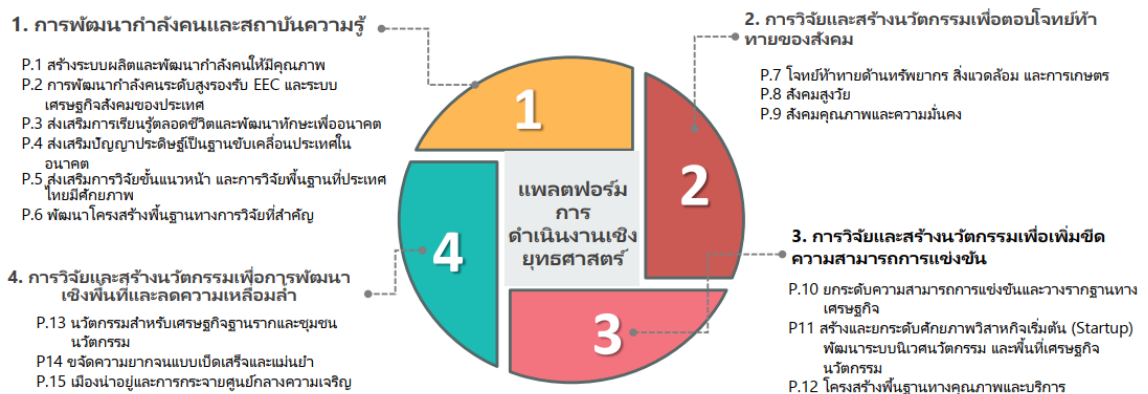 1. การพัฒนากำลังคนและสถาบันความรู้
P.1 สร้างระบบผลิตและพัฒนากำลังคนให้มีคุณภาพ
P.2 การพัฒนากำลังคนระดับสูงรองรับ EEC และระบบ
เศรษฐกิจสังคมของประเทศ
P.3 ส่งเสริมการเรียนรู้ตลอดชีวิตและพัฒนาทักษะเพื่ออนาคต
P.4 ส่งเสริมปัญญาประดิษฐ์เป็นฐานขับเคลื่อนประเทศใน
อนาคต
P.5 ส่งเสริมการวิจัยขั้นแนวหน้า และการวิจัยพื้นฐานที่ประเทศ
ไทยมีศักยภาพ
P.6 พัฒนาโครงสร้างพื้นฐานทางการวิจัยที่สำคัญ
2. การวิจัยและสร้างนวัตกรรมเพื่อตอบโจทย์ท้า
ทายของสังคม
P.7 โจทย์ท้าทายด้านทรัพยากร สิ่งแวดล้อม และการเกษตร
P.8 สังคมสูงวัย
P.9 สังคมคุณภาพและความมั่นคง
1
2
3
4
แพลตฟอร์ม
การ
ดำเนินงานเชิง
ยุทธศาสตร์
3. การวิจัยและสร้างนวัตกรรมเพื่อเพิ่มขีด
ความสามารถการแข่งขัน
P.10 ยกระดับความสามารถการแข่งขันและวางรากฐานทาง
เศรษฐกิจ
P11 สร้างและยกระดับศักยภาพวิสาหกิจเริ่มต้น (Startup)
พัฒนาระบบนิเวศนวัตกรรม และพื้นที่เศรษฐกิจ
นวัตกรรม
P.12 โครงสร้างพื้นฐานทางคุณภาพและบริการ
4. การวิจัยและสร้างนวัตกรรมเพื่อการพัฒนา
เชิงพื้นที่และลดความเหลื่อมล้ำ
P.13 นวัตกรรมสำหรับเศรษฐกิจฐานรากและชุมชน
นวัตกรรม
P14 ขจัดความยากจนแบบเบ็ดเสร็จและแม่นยำ
P.15 เมืองน่าอยู่และการกระจายศูนย์กลางความเจริญ